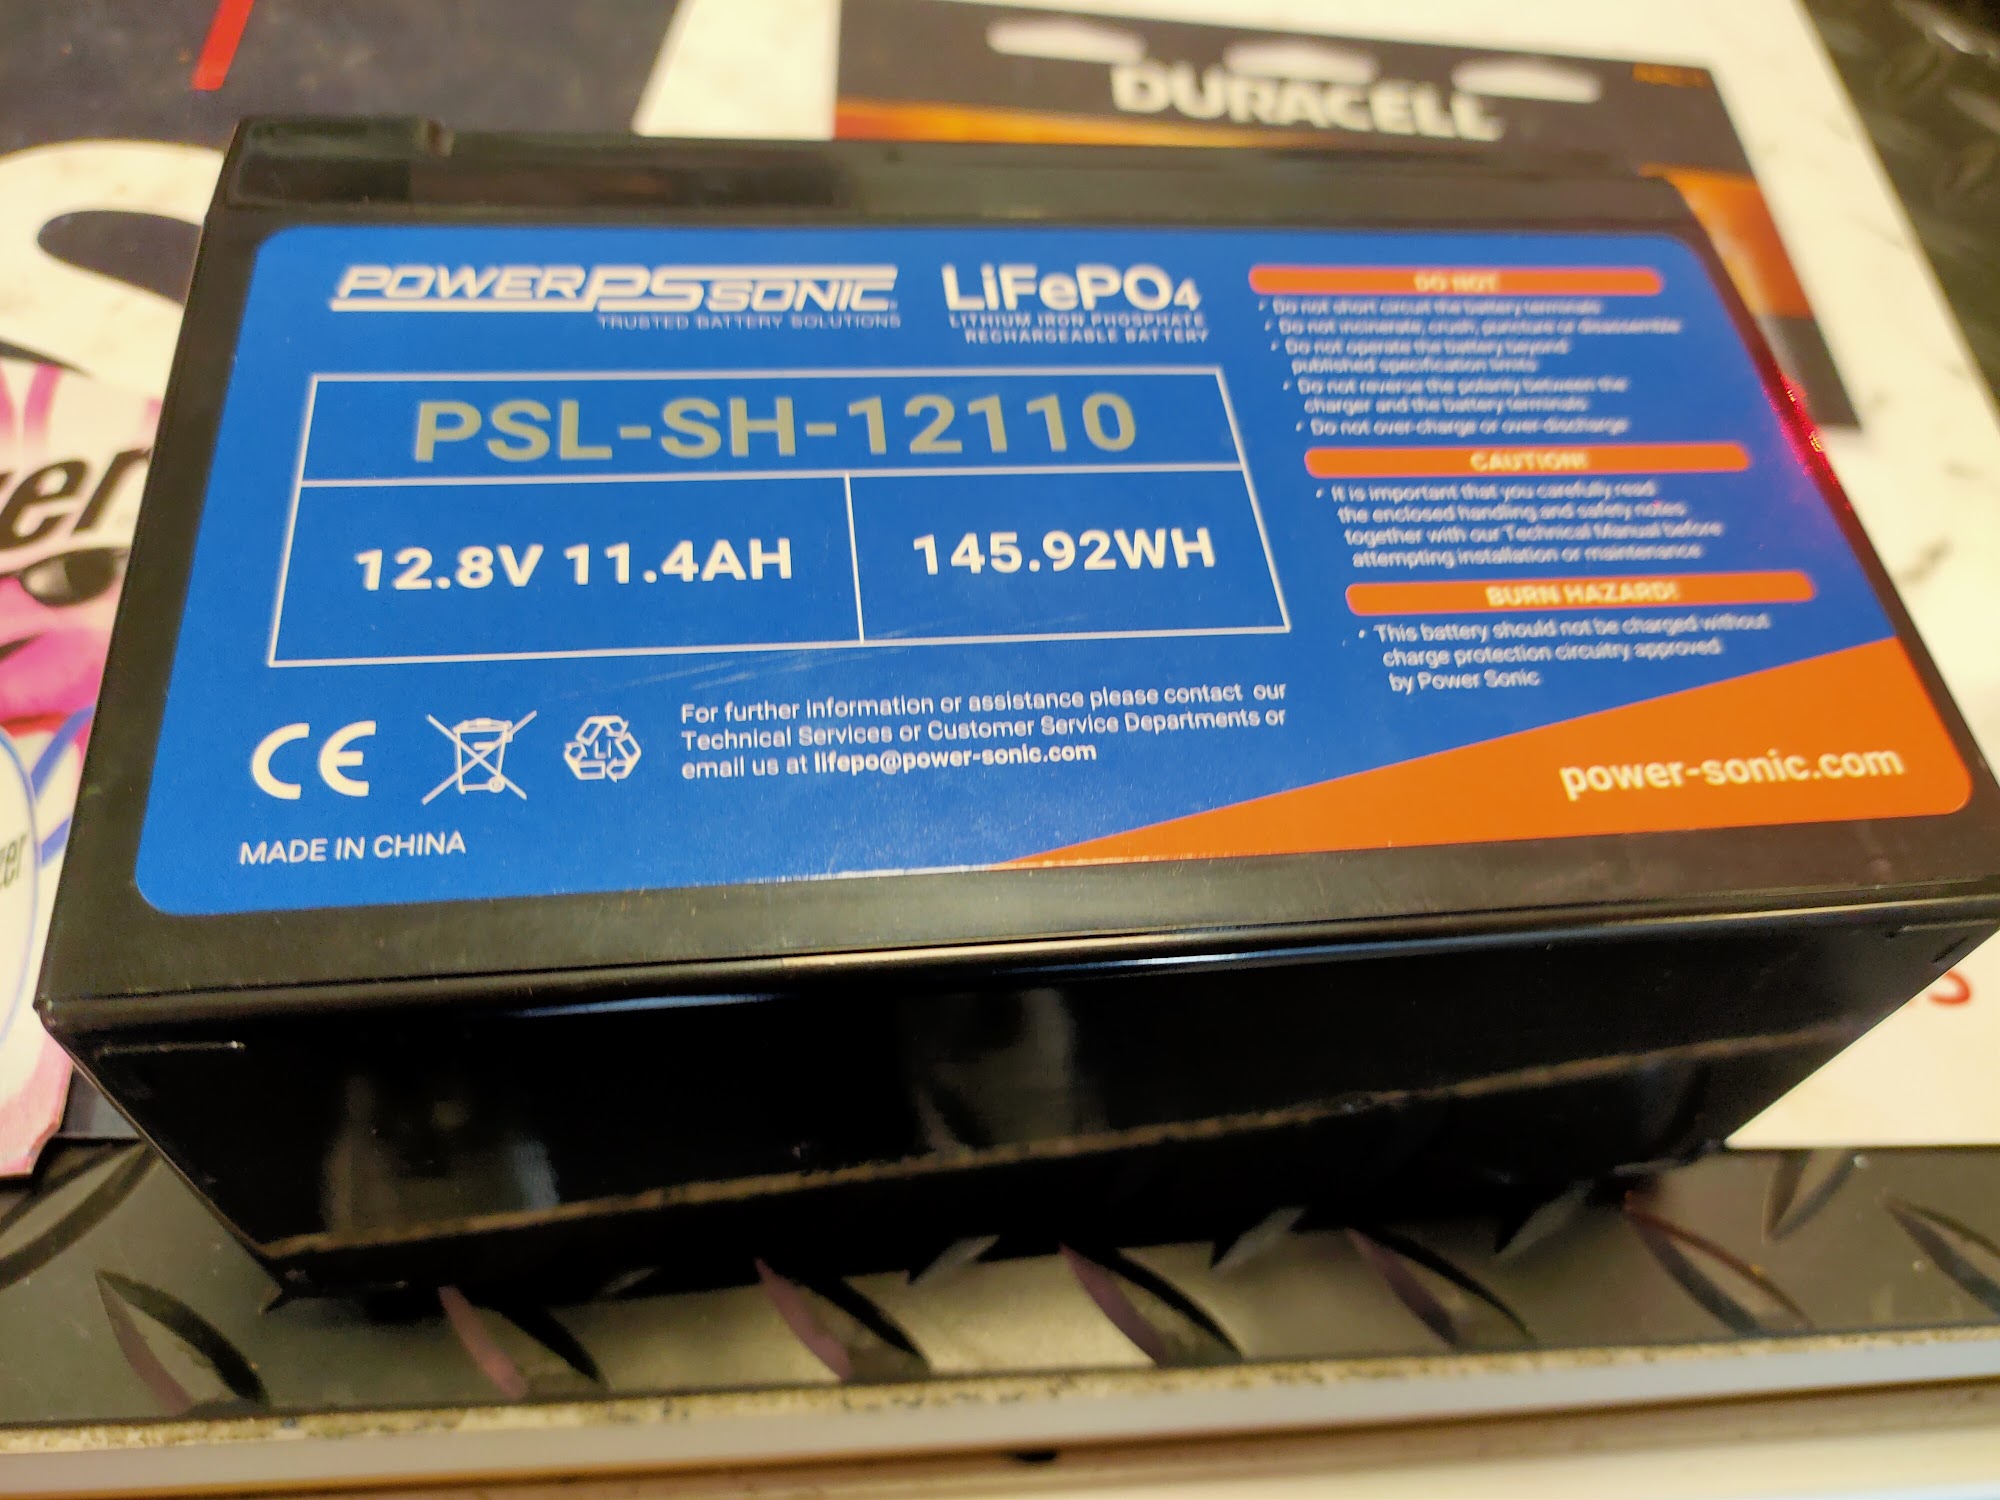 DURACELL
POWER PS SONIC
TRUSTED BATTERY SOLUTIONS
LiFePO4
LITHIUM IRON PHOSPHATE
RECHARGEABLE BATTERY
PSL-SH-12110
12.8V 11.4AH
145.92WH
CE
Li
For further information or assistance please contact our
Technical Services or Customer Service Departments or
email us at lifepo@power-sonic.com
MADE IN CHINA
DO NOT
Do not short circuit the battery terminals
Do not incinerate, crush, puncture or disassemble
Do not operate the battery beyond
published specification limits
Do not reverse the polarity between the
charger and the battery terminals
Do not over-charge or over-discharge
CAUTION!
It is important that you carefully read
the enclosed handling and safety notes
together with our Technical Manual before
attempting installation or maintenance
BURN HAZARD!
This battery should not be charged without
charge protection circuitry approved
by Power Sonic
power-sonic.com